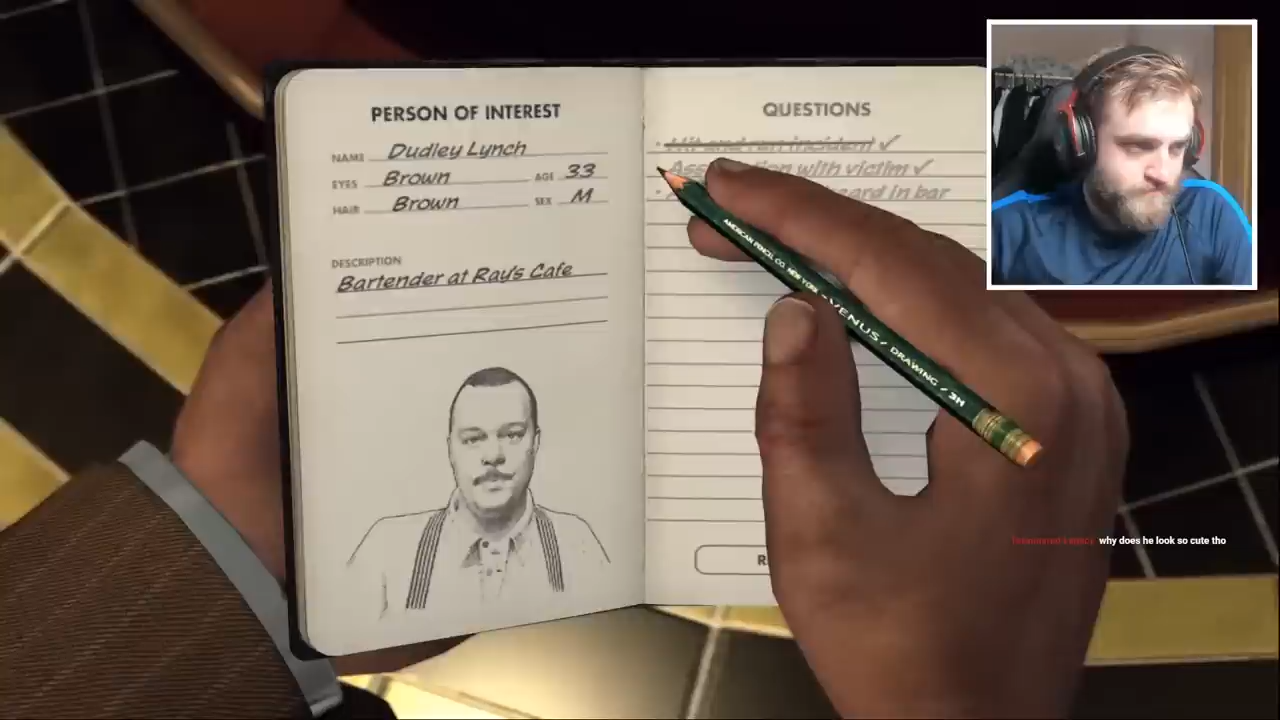 PERSON OF INTEREST
NAME Dudley Lynch
EYES Brown AGE 33
HAIR Brown SEX M
DESCRIPTION
Bartender at Ray's Cafe
QUESTIONS
Hit and run incident ✓
with victim ✓
heard in bar
AMERICAN PENCIL CO. NEW YORK VENUS / DRAWING / 3H
why does he look so cute tho